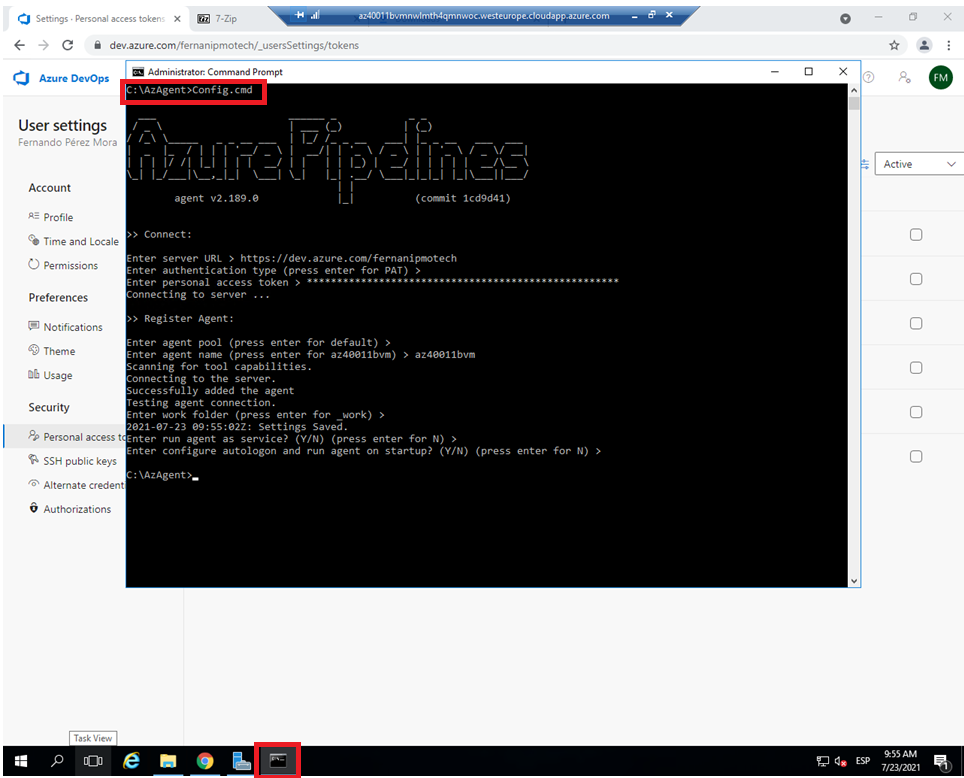 Settings · Personal access tokens
7-Zip
az40011bvmnwlmth4qmnwoc.westeurope.cloudapp.azure.com
dev.azure.com/fernanipmotech/_usersSettings/tokens
Azure DevOps
FM
User settings
Fernando Pérez Mora
Account
Profile
Time and Locale
Permissions
Preferences
Notifications
Theme
Usage
Security
Personal access to
SSH public keys
Alternate credent
Authorizations
Active
Administrator: Command Prompt
C:\AzAgent>Config.cmd
Azure Pipelines
agent v2.189.0 (commit 1cd9d41)
>> Connect:
Enter server URL > https://dev.azure.com/fernanipmotech
Enter authentication type (press enter for PAT) >
Enter personal access token > ****************************************************
Connecting to server ...
>> Register Agent:
Enter agent pool (press enter for default) >
Enter agent name (press enter for az40011bvm) > az40011bvm
Scanning for tool capabilities.
Connecting to the server.
Successfully added the agent
Testing agent connection.
Enter work folder (press enter for _work) >
2021-07-23 09:55:02Z: Settings Saved.
Enter run agent as service? (Y/N) (press enter for N) >
Enter configure autologon and run agent on startup? (Y/N) (press enter for N) >
C:\AzAgent>_
Task View
ESP
9:55 AM
7/23/2021
1